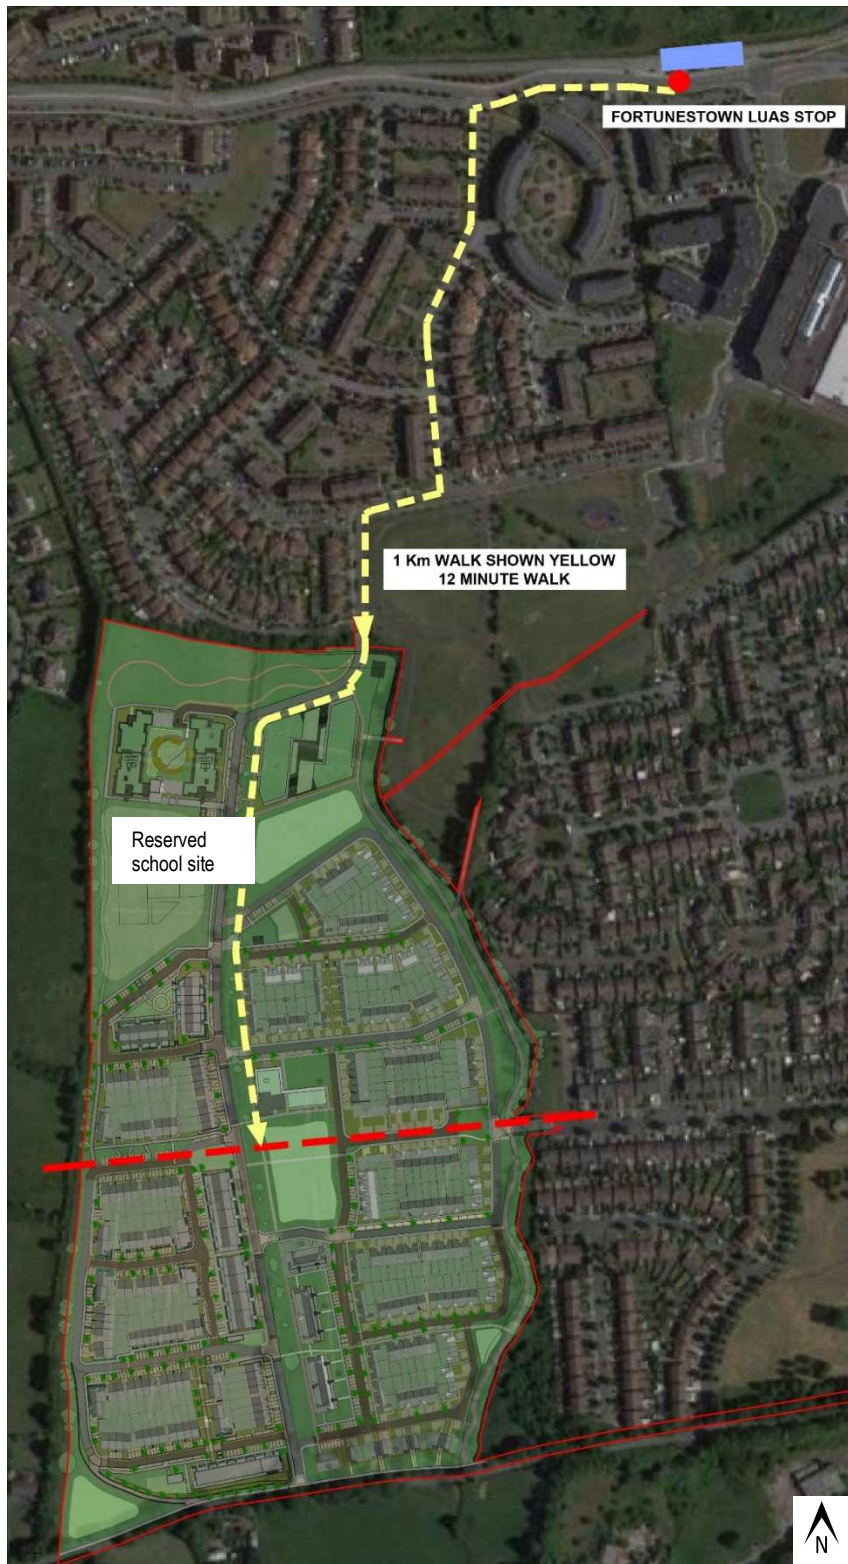 FORTUNESTOWN LUAS STOP
1 Km WALK SHOWN YELLOW
12 MINUTE WALK
Reserved
school site
N